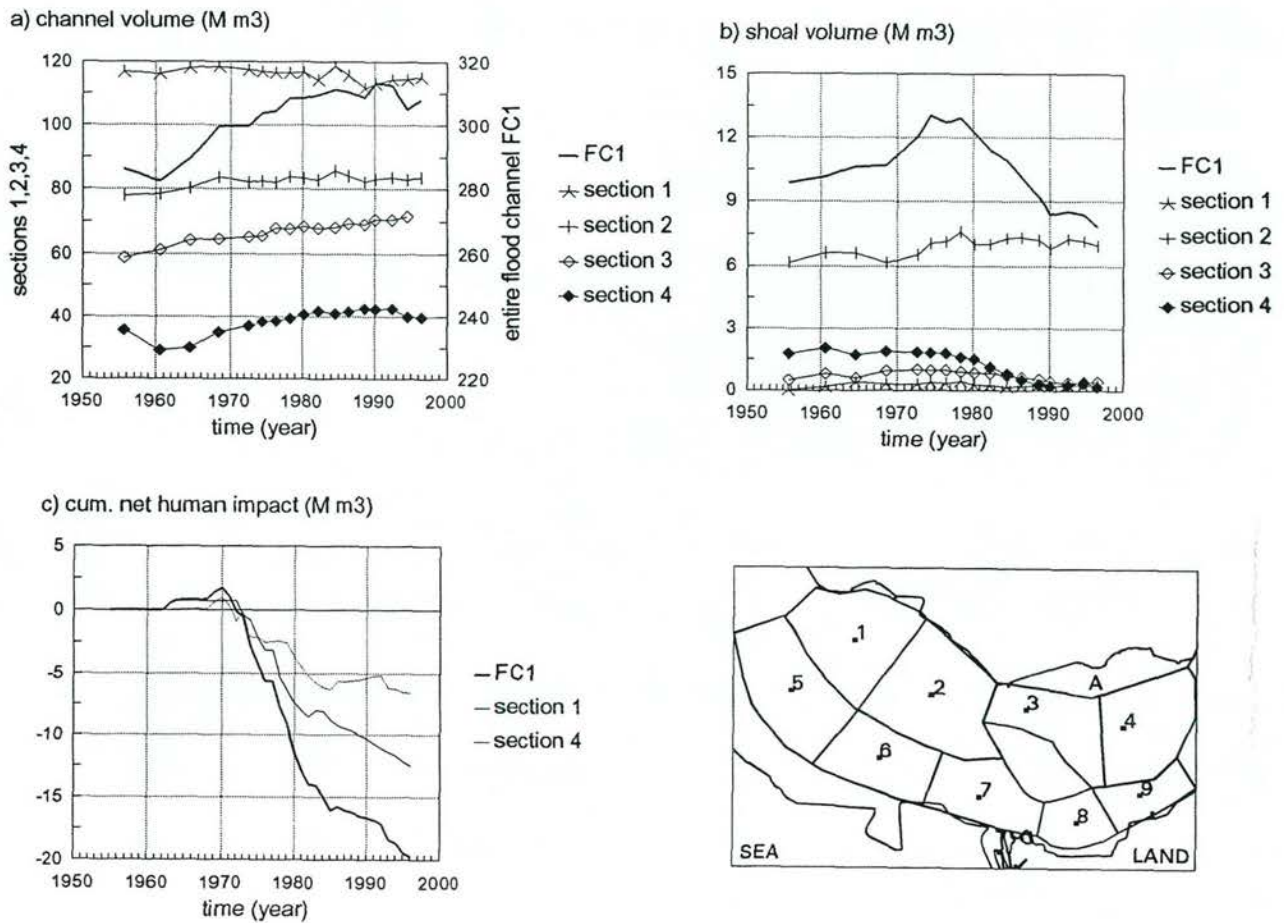 a) channel volume (M m3)
120
100
80
60
40
20
sections 1,2,3,4
320
300
280
260
240
220
entire flood channel FC1
1950 1960 1970 1980 1990 2000
time (year)
FC1
section 1
section 2
section 3
section 4
b) shoal volume (M m3)
15
12
9
6
3
0
1950 1960 1970 1980 1990 2000
time (year)
FC1
section 1
section 2
section 3
section 4
c) cum. net human impact (M m3)
5
0
-5
-10
-15
-20
1950 1960 1970 1980 1990 2000
time (year)
FC1
section 1
section 4
1
2
3
A
4
5
6
7
8
9
SEA
LAND